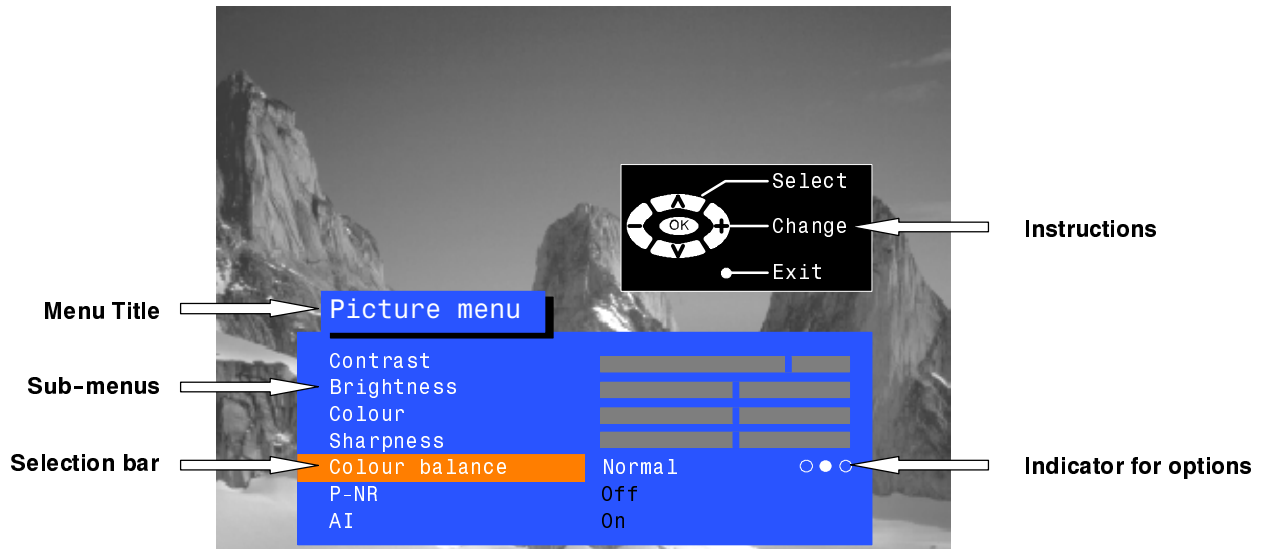 Select
OK
Change
Instructions
Exit
Menu Title
Picture menu
Contrast
Sub-menus
Brightness
Colour
Sharpness
Selection bar
Colour balance
Normal
Indicator for options
P-NR
Off
AI
On